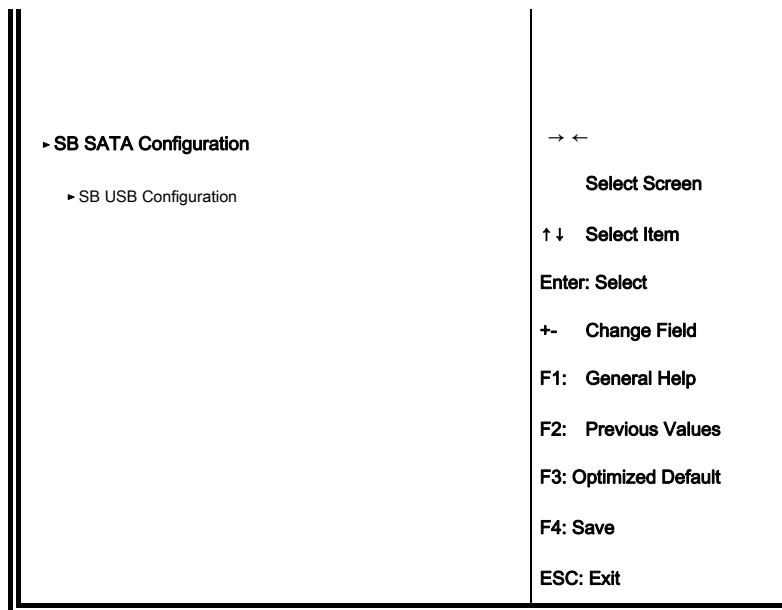 ► SB SATA Configuration
► SB USB Configuration
→ ←
Select Screen
↑↓ Select Item
Enter: Select
+- Change Field
F1: General Help
F2: Previous Values
F3: Optimized Default
F4: Save
ESC: Exit